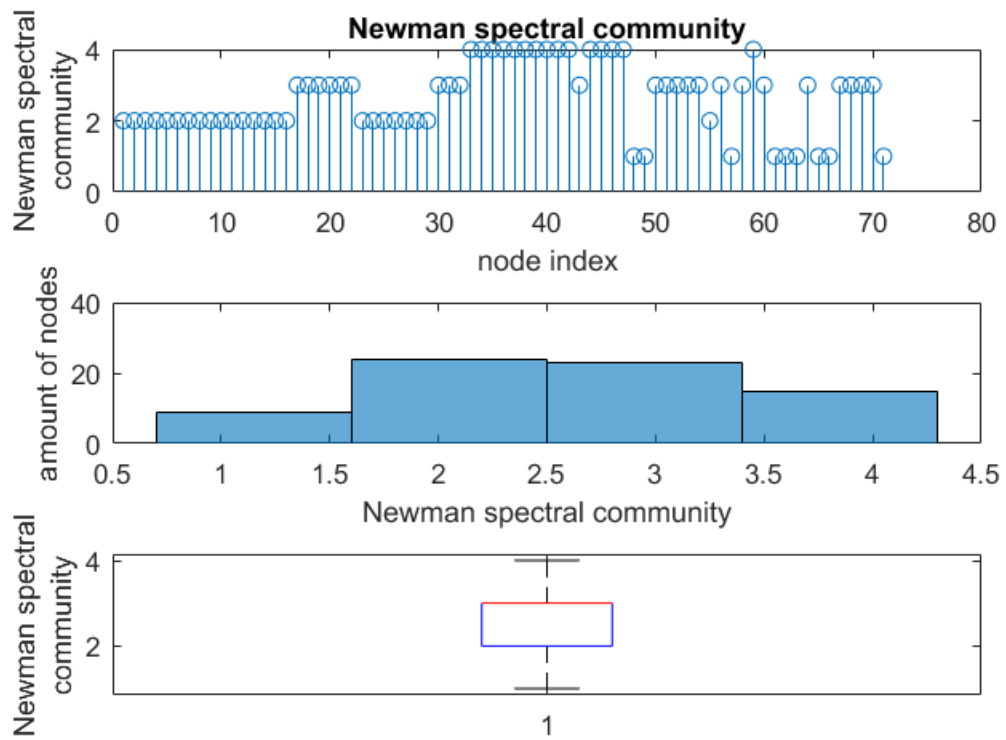 Newman spectral community
Newman spectral
community
4
2
0
0 10 20 30 40 50 60 70 80
node index
amount of nodes
40
20
0
0.5 1 1.5 2 2.5 3 3.5 4 4.5
Newman spectral community
Newman spectral
community
4
2
1